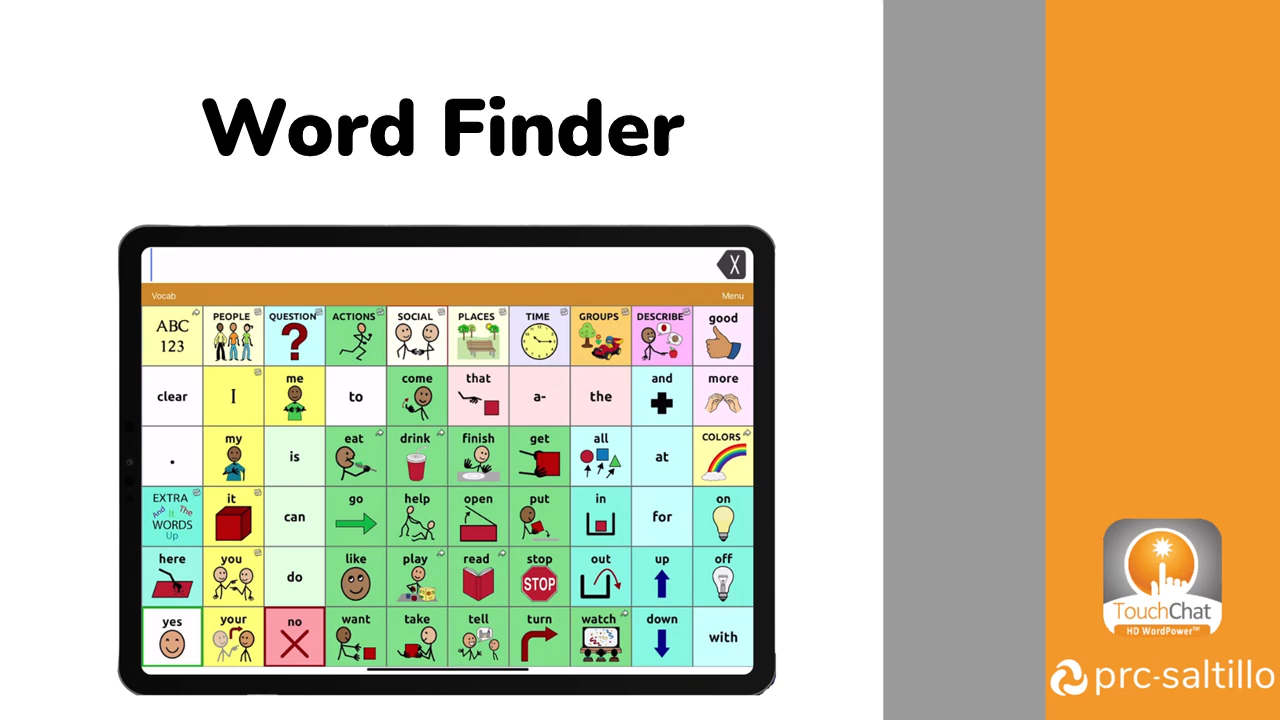 Word Finder
X
Vocab
Menu
ABC 123
PEOPLE
QUESTION
ACTIONS
SOCIAL
PLACES
TIME
GROUPS
DESCRIBE
good
clear
I
me
to
come
that
a-
the
and
more
.
my
is
eat
drink
finish
get
all
at
COLORS
EXTRA
And It The
WORDS
Up
it
can
go
help
open
put
in
for
on
here
you
do
like
play
read
stop
STOP
out
up
off
yes
your
no
want
take
tell
turn
watch
down
with
TouchChat
HD WordPower™
prc-saltillo